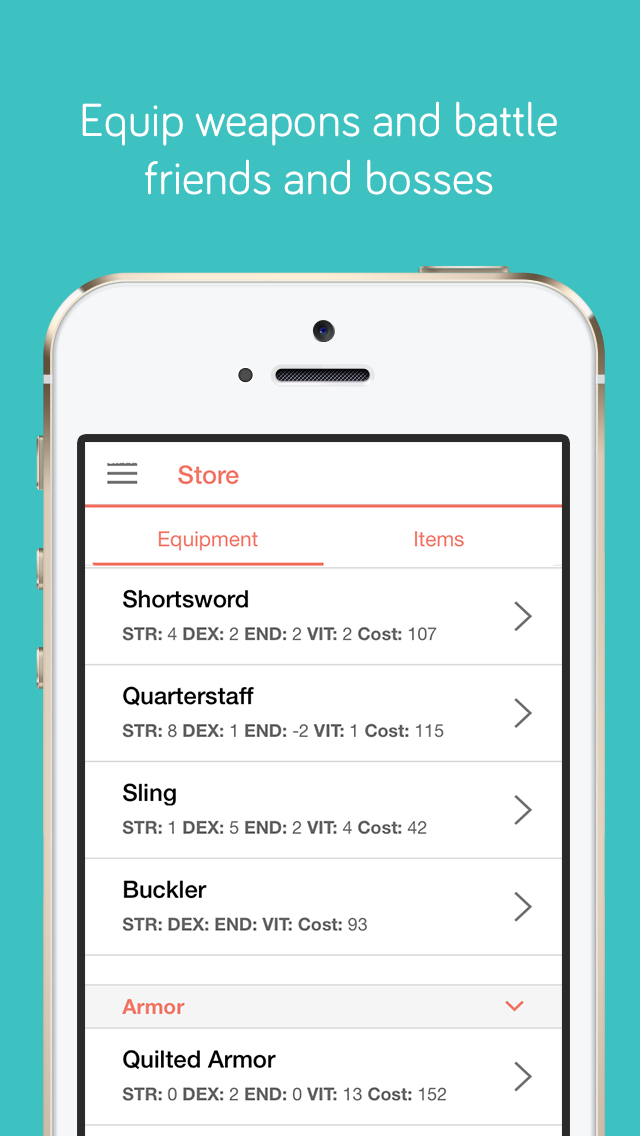 Equip weapons and battle
friends and bosses
Store
Equipment Items
Shortsword
STR: 4 DEX: 2 END: 2 VIT: 2 Cost: 107
Quarterstaff
STR: 8 DEX: 1 END: -2 VIT: 1 Cost: 115
Sling
STR: 1 DEX: 5 END: 2 VIT: 4 Cost: 42
Buckler
STR: DEX: END: VIT: Cost: 93
Armor
Quilted Armor
STR: 0 DEX: 2 END: 0 VIT: 13 Cost: 152